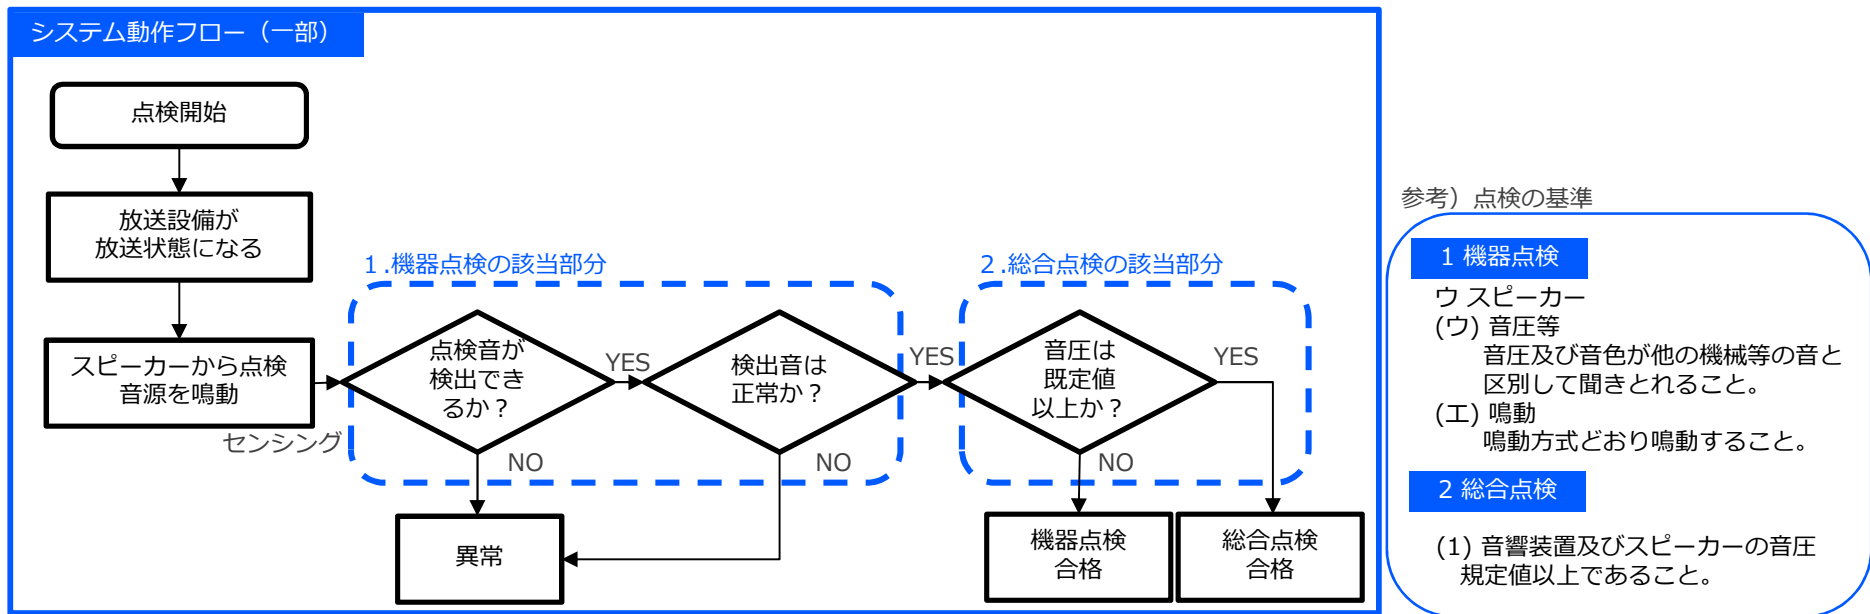 システム動作フロー（一部）
点検開始
放送設備が
放送状態になる
スピーカーから点検
音源を鳴動
センシング
1.機器点検の該当部分
点検音が
検出でき
るか？
YES
NO
検出音は
正常か？
YES
NO
異常
2.総合点検の該当部分
音圧は
既定値
以上か？
YES
NO
機器点検
合格
総合点検
合格
参考）点検の基準
1 機器点検
ウ スピーカー
(ウ) 音圧等
音圧及び音色が他の機械等の音と
区別して聞きとれること。
(エ) 鳴動
鳴動方式どおり鳴動すること。
2 総合点検
(1) 音響装置及びスピーカーの音圧
規定値以上であること。